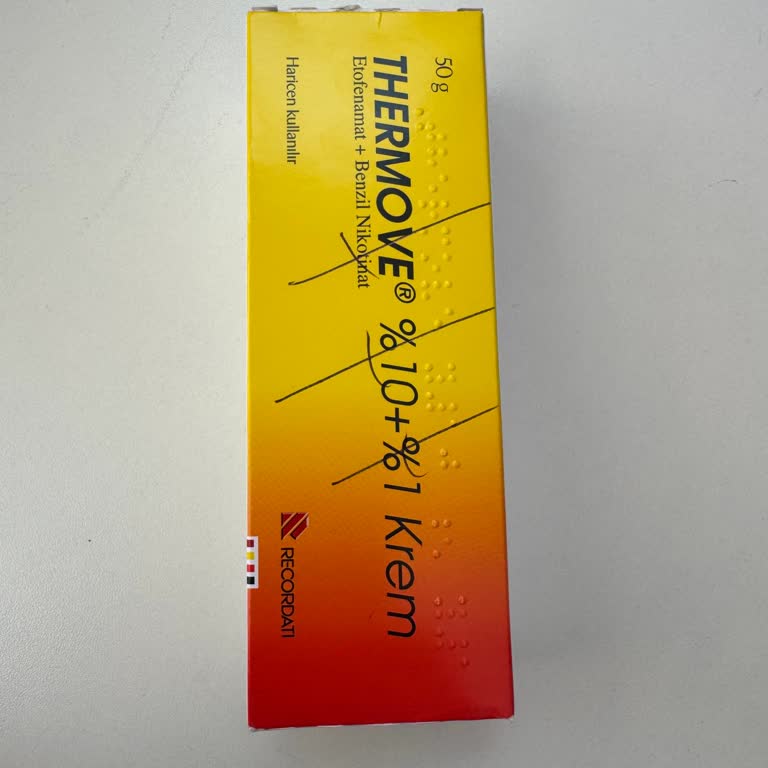 50 g
THERMOVE® %10+%1 Krem
Etofenamat + Benzil Nikotinat
Haricen kullanılır
RECORDATI